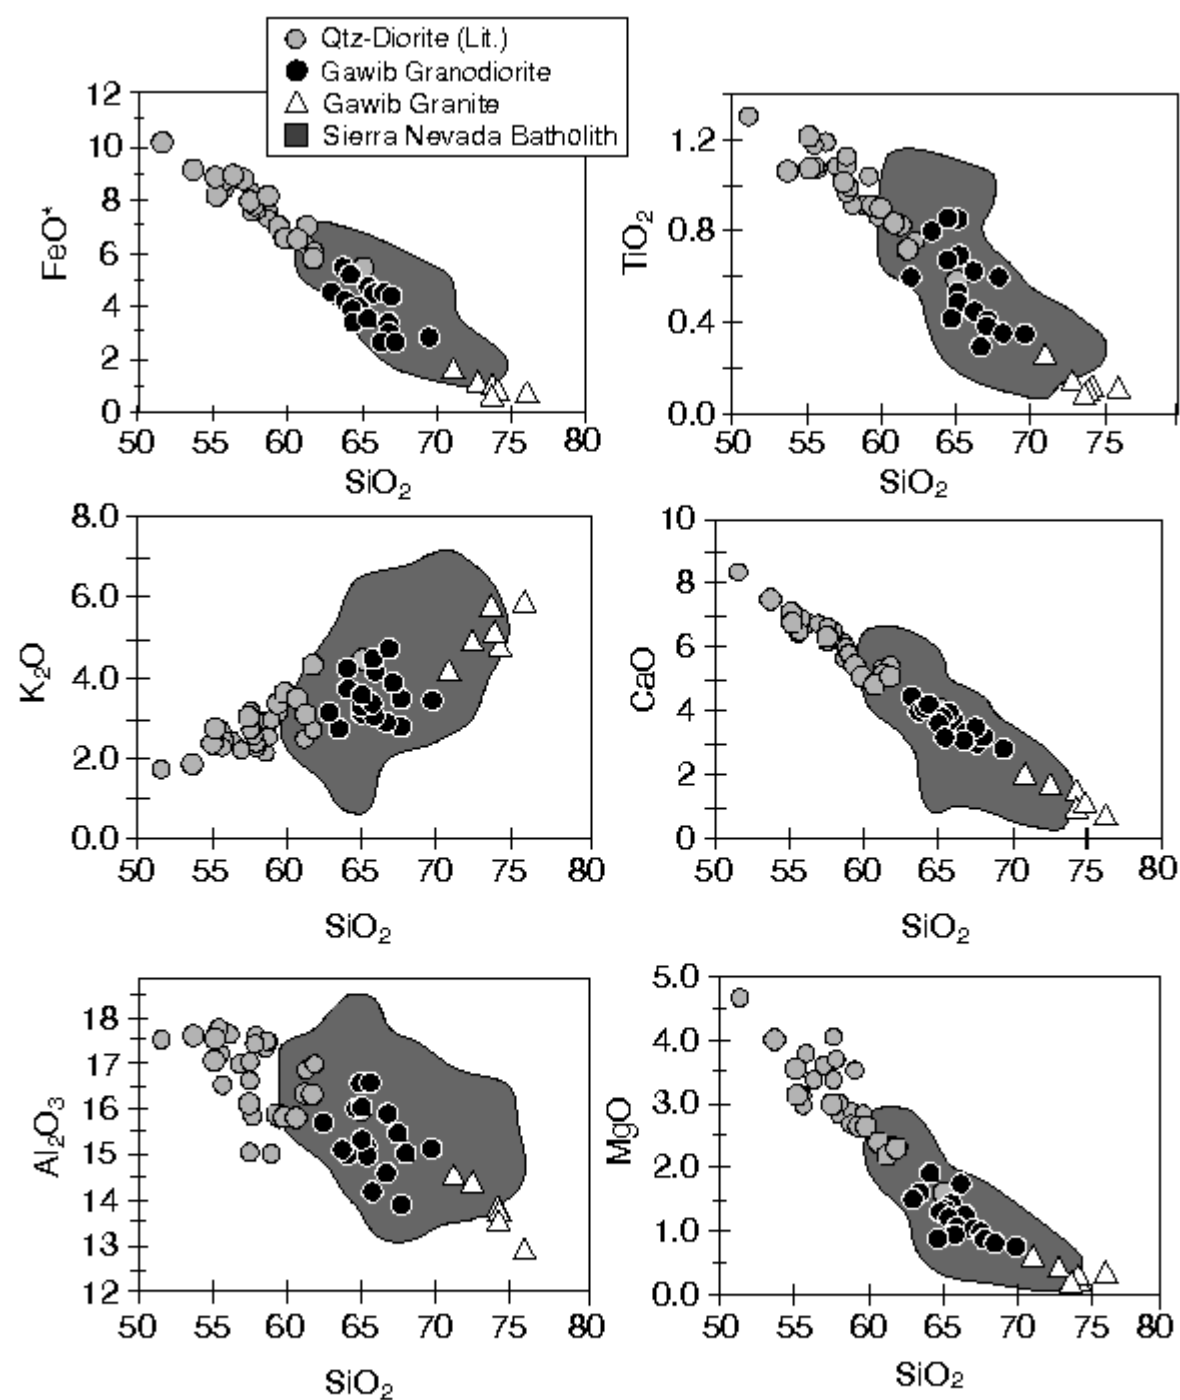 Qtz-Diorite (Lit.)
Gawib Granodiorite
Gawib Granite
Sierra Nevada Batholith
12
10
8
6
4
2
0
FeO*
50 55 60 65 70 75 80
SiO2
1.2
0.8
0.4
0.0
TiO2
50 55 60 65 70 75
SiO2
8.0
6.0
4.0
2.0
0.0
K2O
50 55 60 65 70 75 80
SiO2
10
8
6
4
2
0
CaO
50 55 60 65 70 75 80
SiO2
18
17
16
15
14
13
12
Al2O3
50 55 60 65 70 75 80
SiO2
5.0
4.0
3.0
2.0
1.0
0.0
MgO
50 55 60 65 70 75 80
SiO2